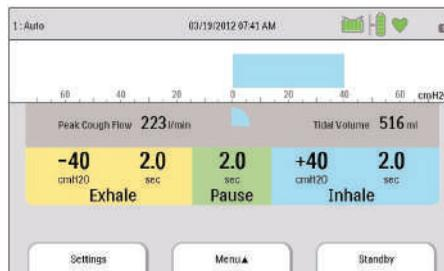 1: Auto 03/19/2012 07:41 AM
60 40 20 0 20 40 60 cmH2
Peak Cough Flow 223 l/min Tidal Volume 516 ml
-40 2.0 2.0 +40 2.0
cmH2O sec sec cmH2O sec
Exhale Pause Inhale
Settings Menu▲ Standby